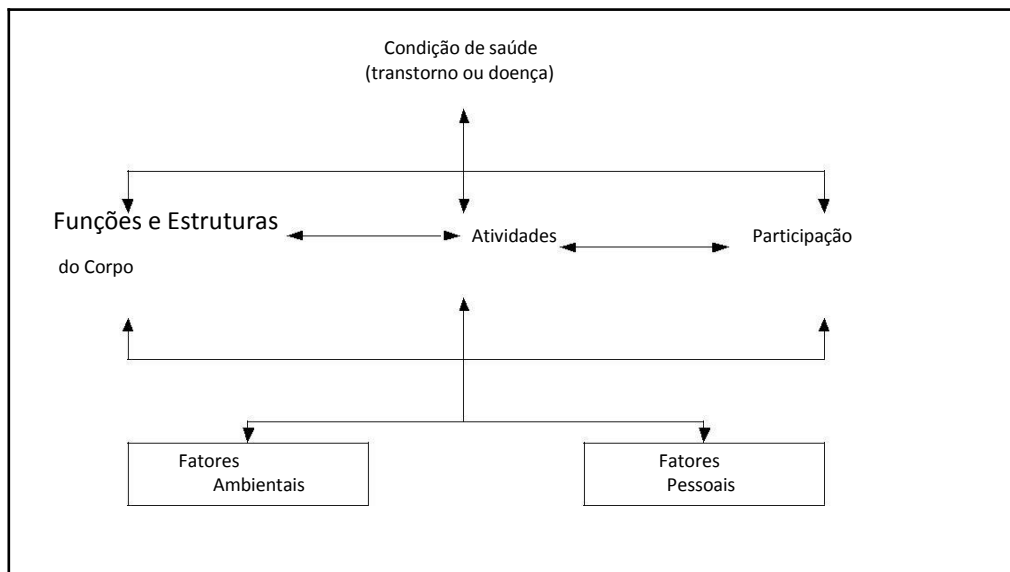 Condição de saúde
(transtorno ou doença)
Funções e Estruturas
do Corpo
Atividades
Participação
Fatores
Ambientais
Fatores
Pessoais